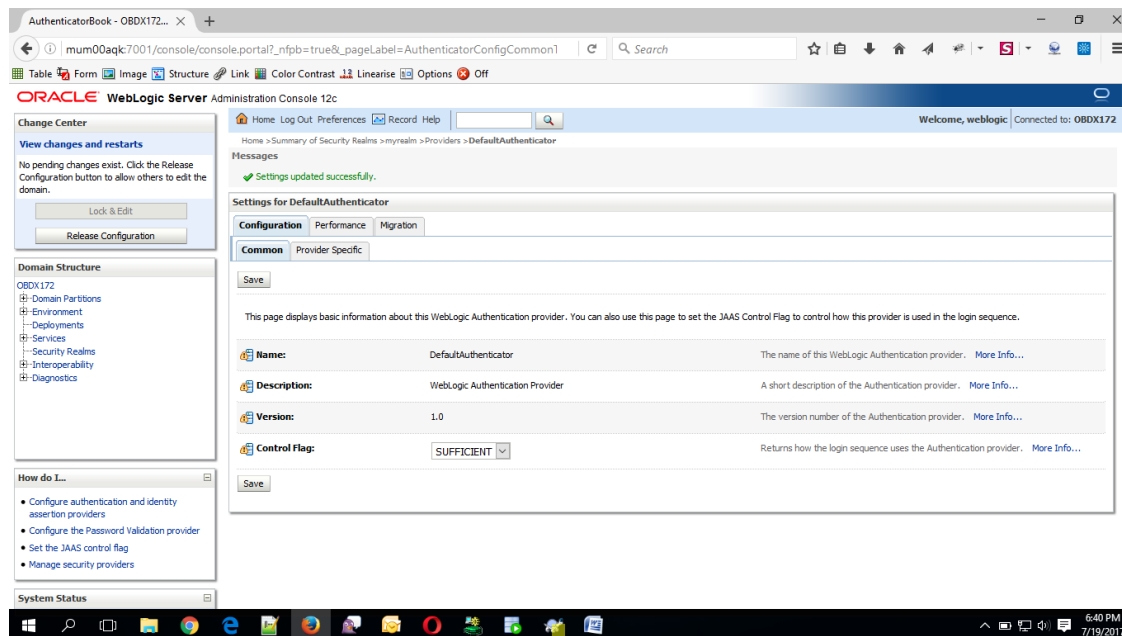 AuthenticatorBook - OBDX172...
mum00aqk:7001/console/console.portal?_nfpb=true&_pageLabel=AuthenticatorConfigCommonT
Search
Table Form Image Structure Link Color Contrast Linearise Options Off
ORACLE WebLogic Server Administration Console 12c
Change Center
View changes and restarts
No pending changes exist. Click the Release
Configuration button to allow others to edit the
domain.
Lock & Edit
Release Configuration
Domain Structure
OBDX172
Domain Partitions
Environment
Deployments
Services
Security Realms
Interoperability
Diagnostics
How do I...
Configure authentication and identity
assertion providers
Configure the Password Validation provider
Set the JAAS control flag
Manage security providers
System Status
Home Log Out Preferences Record Help
Welcome, weblogic Connected to: OBDX172
Home >Summary of Security Realms >myrealm >Providers >DefaultAuthenticator
Messages
Settings updated successfully.
Settings for DefaultAuthenticator
Configuration Performance Migration
Common Provider Specific
Save
This page displays basic information about this WebLogic Authentication provider. You can also use this page to set the JAAS Control Flag to control how this provider is used in the login sequence.
Name: DefaultAuthenticator The name of this WebLogic Authentication provider. More Info...
Description: WebLogic Authentication Provider A short description of the Authentication provider. More Info...
Version: 1.0 The version number of the Authentication provider. More Info...
Control Flag: SUFFICIENT Returns how the login sequence uses the Authentication provider. More Info...
Save
6:40 PM